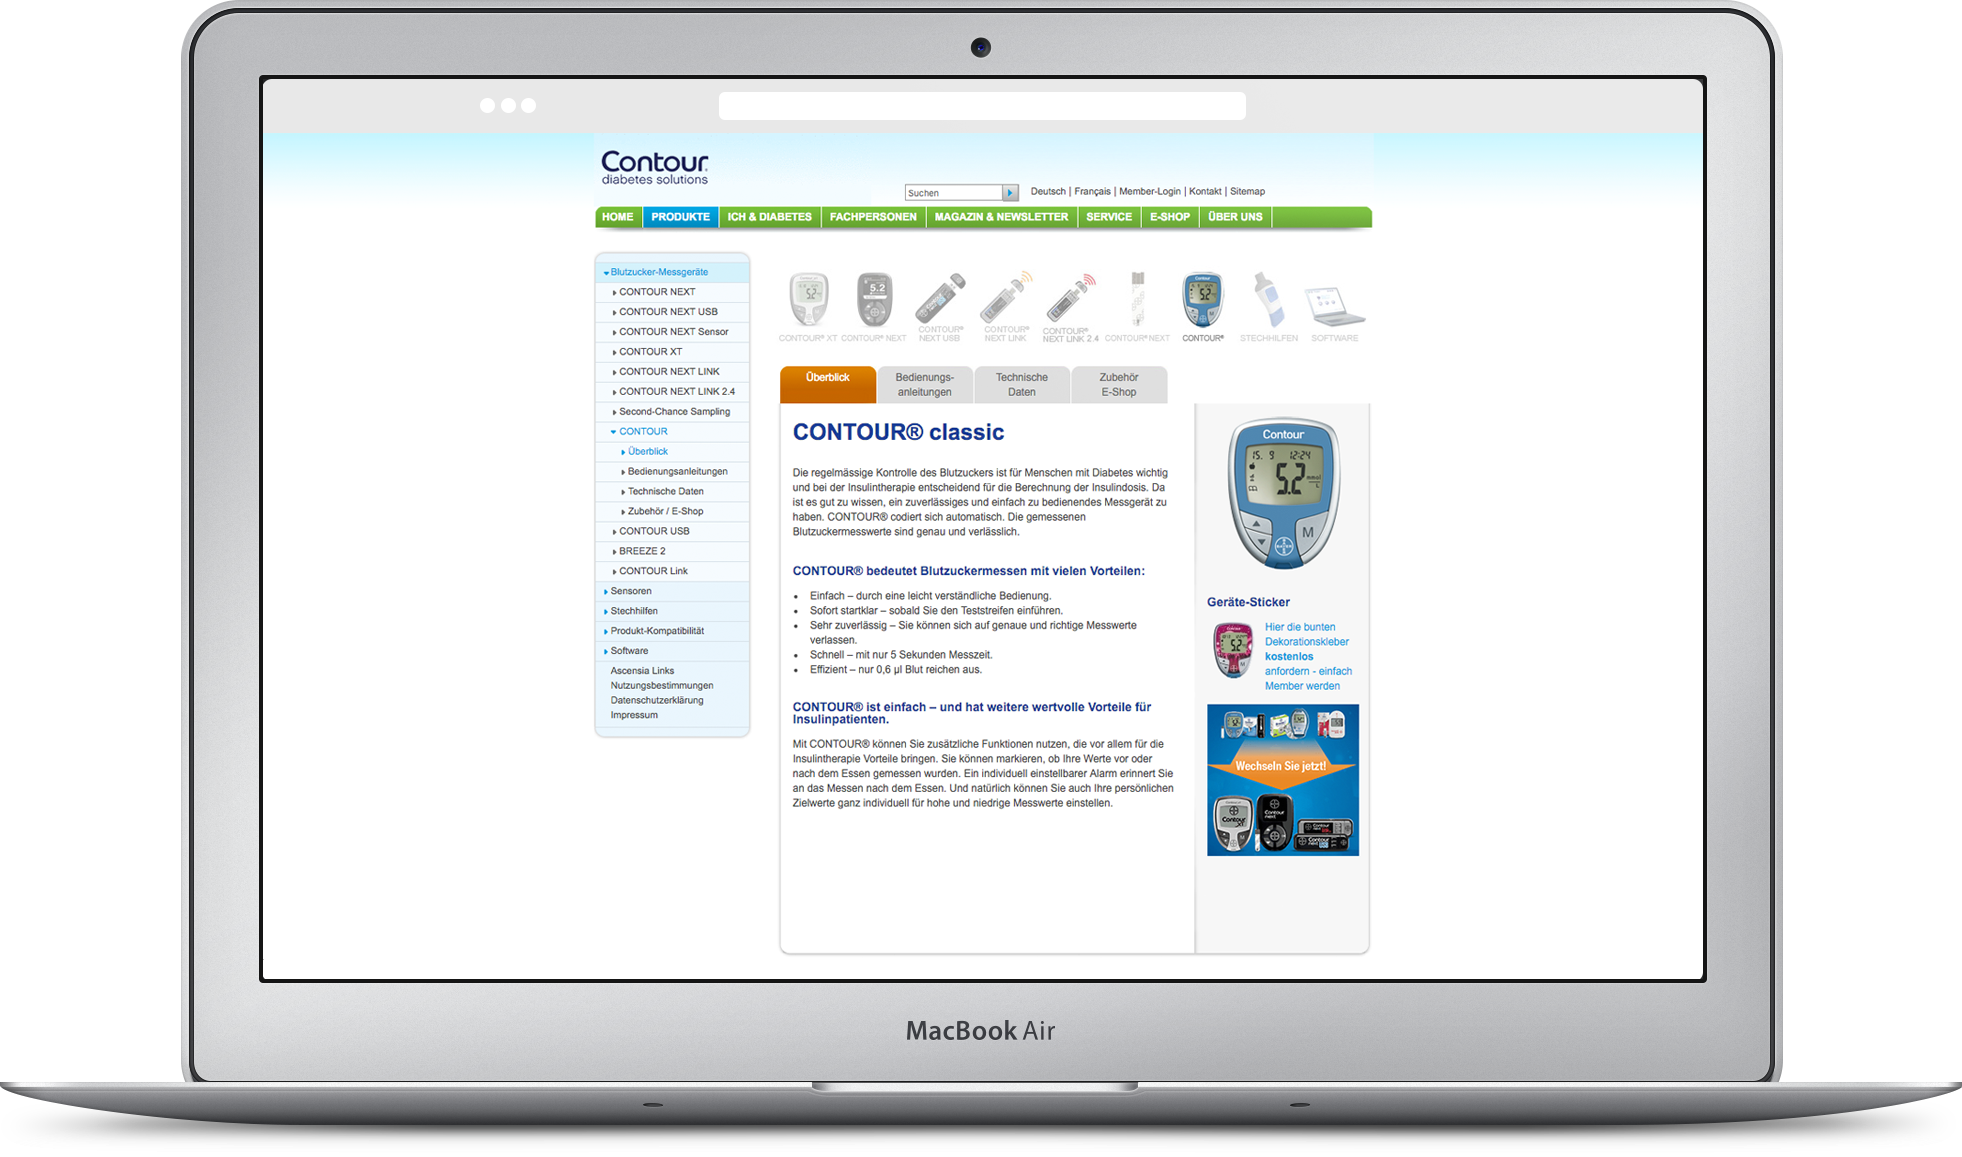 Contour
diabetes solutions
Suchen
Deutsch | Français | Member-Login | Kontakt | Sitemap
HOME PRODUKTE ICH & DIABETES FACHPERSONEN MAGAZIN & NEWSLETTER SERVICE E-SHOP ÜBER UNS
Blutzucker-Messgeräte
CONTOUR NEXT
CONTOUR NEXT USB
CONTOUR NEXT Sensor
CONTOUR XT
CONTOUR NEXT LINK
CONTOUR NEXT LINK 2.4
Second-Chance Sampling
CONTOUR
Überblick
Bedienungsanleitungen
Technische Daten
Zubehör / E-Shop
CONTOUR USB
BREEZE 2
CONTOUR Link
Sensoren
Stechhilfen
Produkt-Kompatibilität
Software
Ascensia Links
Nutzungsbestimmungen
Datenschutzerklärung
Impressum
CONTOUR® XT
CONTOUR® NEXT
CONTOUR®
NEXT USB
CONTOUR®
NEXT LINK
CONTOUR®
NEXT LINK 2.4
CONTOUR® NEXT
CONTOUR®
STECHHILFEN
SOFTWARE
Überblick
Bedienungs-
anleitungen
Technische
Daten
Zubehör
E-Shop
CONTOUR® classic
Die regelmässige Kontrolle des Blutzuckers ist für Menschen mit Diabetes wichtig
und bei der Insulintherapie entscheidend für die Berechnung der Insulindosis. Da
ist es gut zu wissen, ein zuverlässiges und einfach zu bedienendes Messgerät zu
haben. CONTOUR® codiert sich automatisch. Die gemessenen
Blutzuckermesswerte sind genau und verlässlich.
CONTOUR® bedeutet Blutzuckermessen mit vielen Vorteilen:
• Einfach – durch eine leicht verständliche Bedienung.
• Sofort startklar – sobald Sie den Teststreifen einführen.
• Sehr zuverlässig – Sie können sich auf genaue und richtige Messwerte
verlassen.
• Schnell – mit nur 5 Sekunden Messzeit.
• Effizient – nur 0,6 µl Blut reichen aus.
CONTOUR® ist einfach – und hat weitere wertvolle Vorteile für
Insulinpatienten.
Mit CONTOUR® können Sie zusätzliche Funktionen nutzen, die vor allem für die
Insulintherapie Vorteile bringen. Sie können markieren, ob Ihre Werte vor oder
nach dem Essen gemessen wurden. Ein individuell einstellbarer Alarm erinnert Sie
an das Messen nach dem Essen. Und natürlich können Sie auch Ihre persönlichen
Zielwerte ganz individuell für hohe und niedrige Messwerte einstellen.
Contour
15. 9 12:24
5.2 mmol/L
M
BAYER
Geräte-Sticker
Hier die bunten
Dekorationskleber
kostenlos
anfordern - einfach
Member werden
Wechseln Sie jetzt!
Contour XT
Contour next
MacBook Air